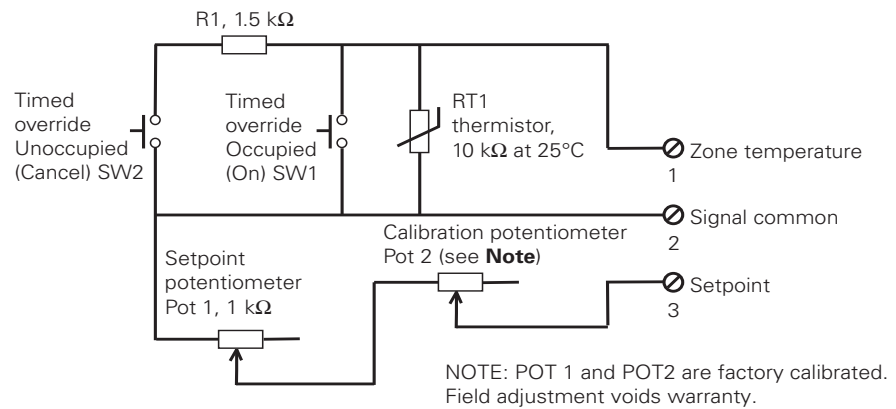 R1, 1.5 kΩ
Timed
override
Unoccupied
(Cancel) SW2
Timed
override
Occupied
(On) SW1
RT1
thermistor,
10 kΩ at 25°C
Zone temperature
1
Signal common
2
Calibration potentiometer
Pot 2 (see Note)
Setpoint
potentiometer
Pot 1, 1 kΩ
Setpoint
3
NOTE: POT 1 and POT2 are factory calibrated.
Field adjustment voids warranty.